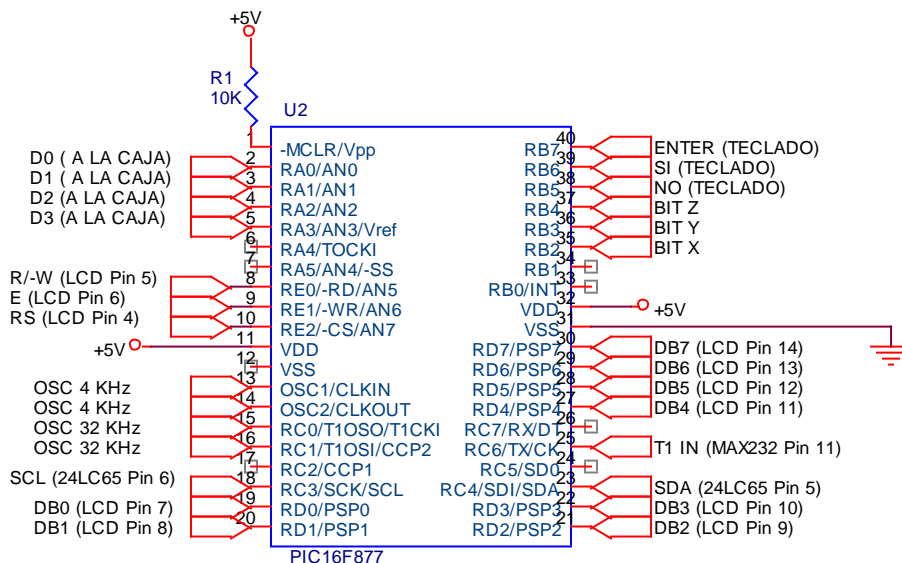 +5V
R1
10K
U2
1 -MCLR/Vpp
D0 ( A LA CAJA) 2 RA0/AN0
D1 ( A LA CAJA) 3 RA1/AN1
D2 (A LA CAJA) 4 RA2/AN2
D3 (A LA CAJA) 5 RA3/AN3/Vref
6 RA4/TOCKI
7 RA5/AN4/-SS
R/-W (LCD Pin 5) 8 RE0/-RD/AN5
E (LCD Pin 6) 9 RE1/-WR/AN6
RS (LCD Pin 4) 10 RE2/-CS/AN7
+5V 11 VDD
12 VSS
OSC 4 KHz 13 OSC1/CLKIN
OSC 4 KHz 14 OSC2/CLKOUT
OSC 32 KHz 15 RC0/T1OSO/T1CKI
OSC 32 KHz 16 RC1/T1OSI/CCP2
17 RC2/CCP1
SCL (24LC65 Pin 6) 18 RC3/SCK/SCL
DB0 (LCD Pin 7) 19 RD0/PSP0
DB1 (LCD Pin 8) 20 RD1/PSP1
RB7 40 ENTER (TECLADO)
RB6 39 SI (TECLADO)
RB5 38 NO (TECLADO)
RB4 37 BIT Z
RB3 36 BIT Y
RB2 35 BIT X
RB1 34
RB0/INT 33
VDD 32 +5V
VSS 31
RD7/PSP7 30 DB7 (LCD Pin 14)
RD6/PSP6 29 DB6 (LCD Pin 13)
RD5/PSP5 28 DB5 (LCD Pin 12)
RD4/PSP4 27 DB4 (LCD Pin 11)
RC7/RX/DT 26
RC6/TX/CK 25 T1 IN (MAX232 Pin 11)
RC5/SD0 24
RC4/SDI/SDA 23 SDA (24LC65 Pin 5)
RD3/PSP3 22 DB3 (LCD Pin 10)
RD2/PSP2 21 DB2 (LCD Pin 9)
PIC16F877